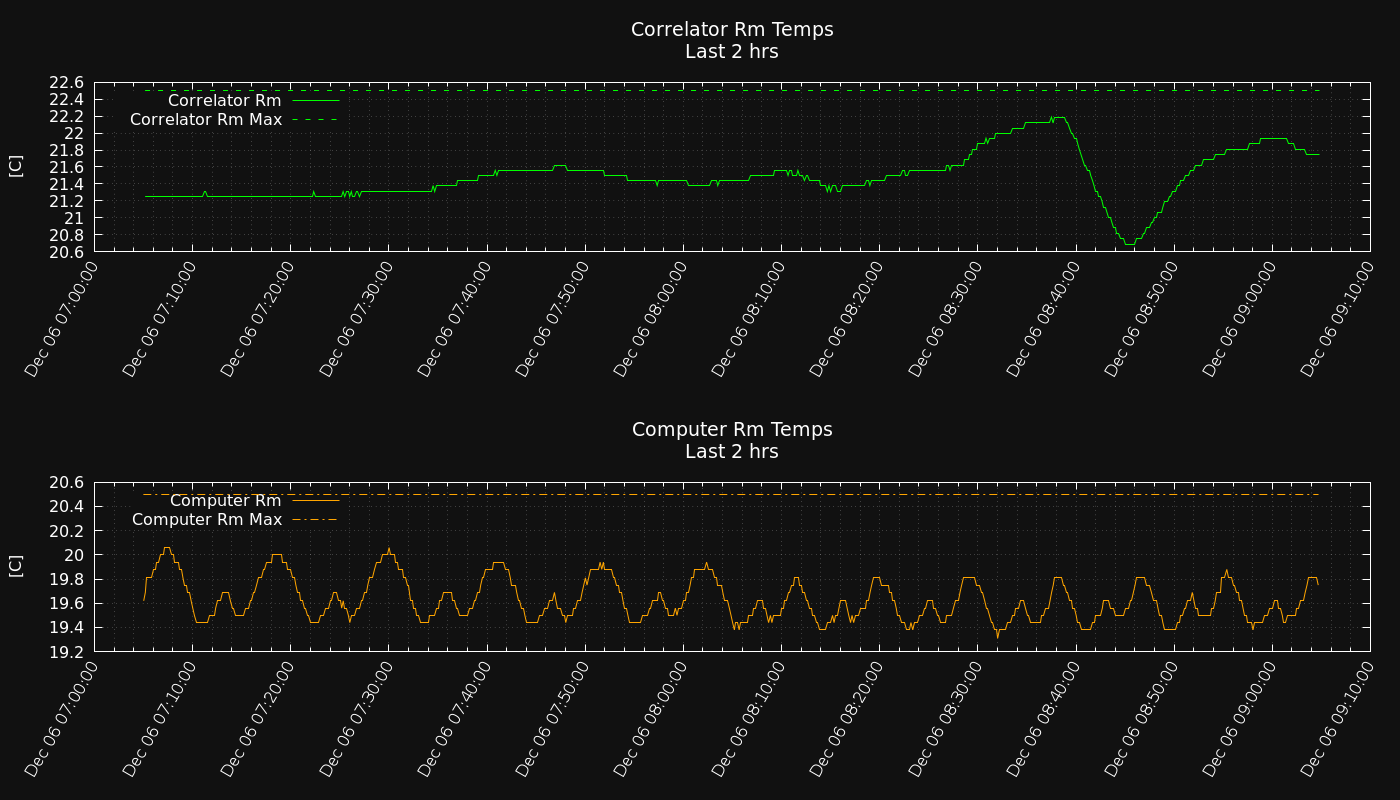 Correlator Rm Temps
Last 2 hrs
22.6
22.4
22.2
22
21.8
21.6
21.4
21.2
21
20.8
20.6
[C]
Correlator Rm
Correlator Rm Max
Dec 06 07:00:00
Dec 06 07:10:00
Dec 06 07:20:00
Dec 06 07:30:00
Dec 06 07:40:00
Dec 06 07:50:00
Dec 06 08:00:00
Dec 06 08:10:00
Dec 06 08:20:00
Dec 06 08:30:00
Dec 06 08:40:00
Dec 06 08:50:00
Dec 06 09:00:00
Dec 06 09:10:00
Computer Rm Temps
Last 2 hrs
20.6
20.4
20.2
20
19.8
19.6
19.4
19.2
[C]
Computer Rm
Computer Rm Max
Dec 06 07:00:00
Dec 06 07:10:00
Dec 06 07:20:00
Dec 06 07:30:00
Dec 06 07:40:00
Dec 06 07:50:00
Dec 06 08:00:00
Dec 06 08:10:00
Dec 06 08:20:00
Dec 06 08:30:00
Dec 06 08:40:00
Dec 06 08:50:00
Dec 06 09:00:00
Dec 06 09:10:00